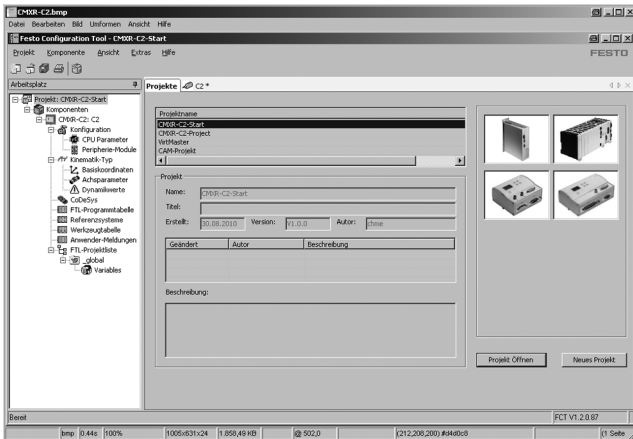 CMXR-C2.bmp
Datei Bearbeiten Bild Umformen Ansicht Hilfe
Festo Configuration Tool - CMXR-C2-Start
Projekt Komponente Ansicht Extras Hilfe
FESTO
Arbeitsplatz
Projekte C2 *
Projekt: CMXR-C2-Start
Komponenten
CMXR-C2: C2
Konfiguration
CPU Parameter
Peripherie-Module
Kinematik-Typ
Basiskoordinaten
Achsparameter
Dynamikwerte
CoDeSys
FTL-Programmtabelle
Referenzsysteme
Werkzeugtabelle
Anwender-Meldungen
FTL-Projektliste
_global
Variables
Projektname
CMXR-C2-Start
CMXR-C2-Project
VirtMaster
CAM-Projekt
Projekt
Name: CMXR-C2-Start
Titel:
Erstellt: 30.08.2010 Version: V1.0.0 Autor: chme
Geändert Autor Beschreibung
Beschreibung:
Projekt Öffnen Neues Projekt
Bereit FCT V1.2.0.87
bmp 0.44s 100% 1005x631x24 1.858,49 KB @ 502,0 (212,208,200) #d4d0c8 (1 Seite